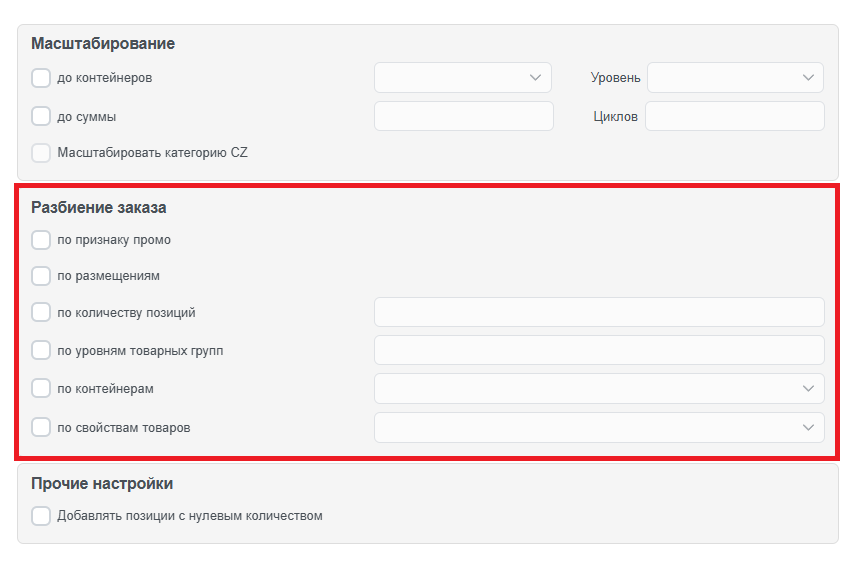 Масштабирование
до контейнеров Уровень
до суммы Циклов
Масштабировать категорию CZ
Разбиение заказа
по признаку промо
по размещениям
по количеству позиций
по уровням товарных групп
по контейнерам
по свойствам товаров
Прочие настройки
Добавлять позиции с нулевым количеством